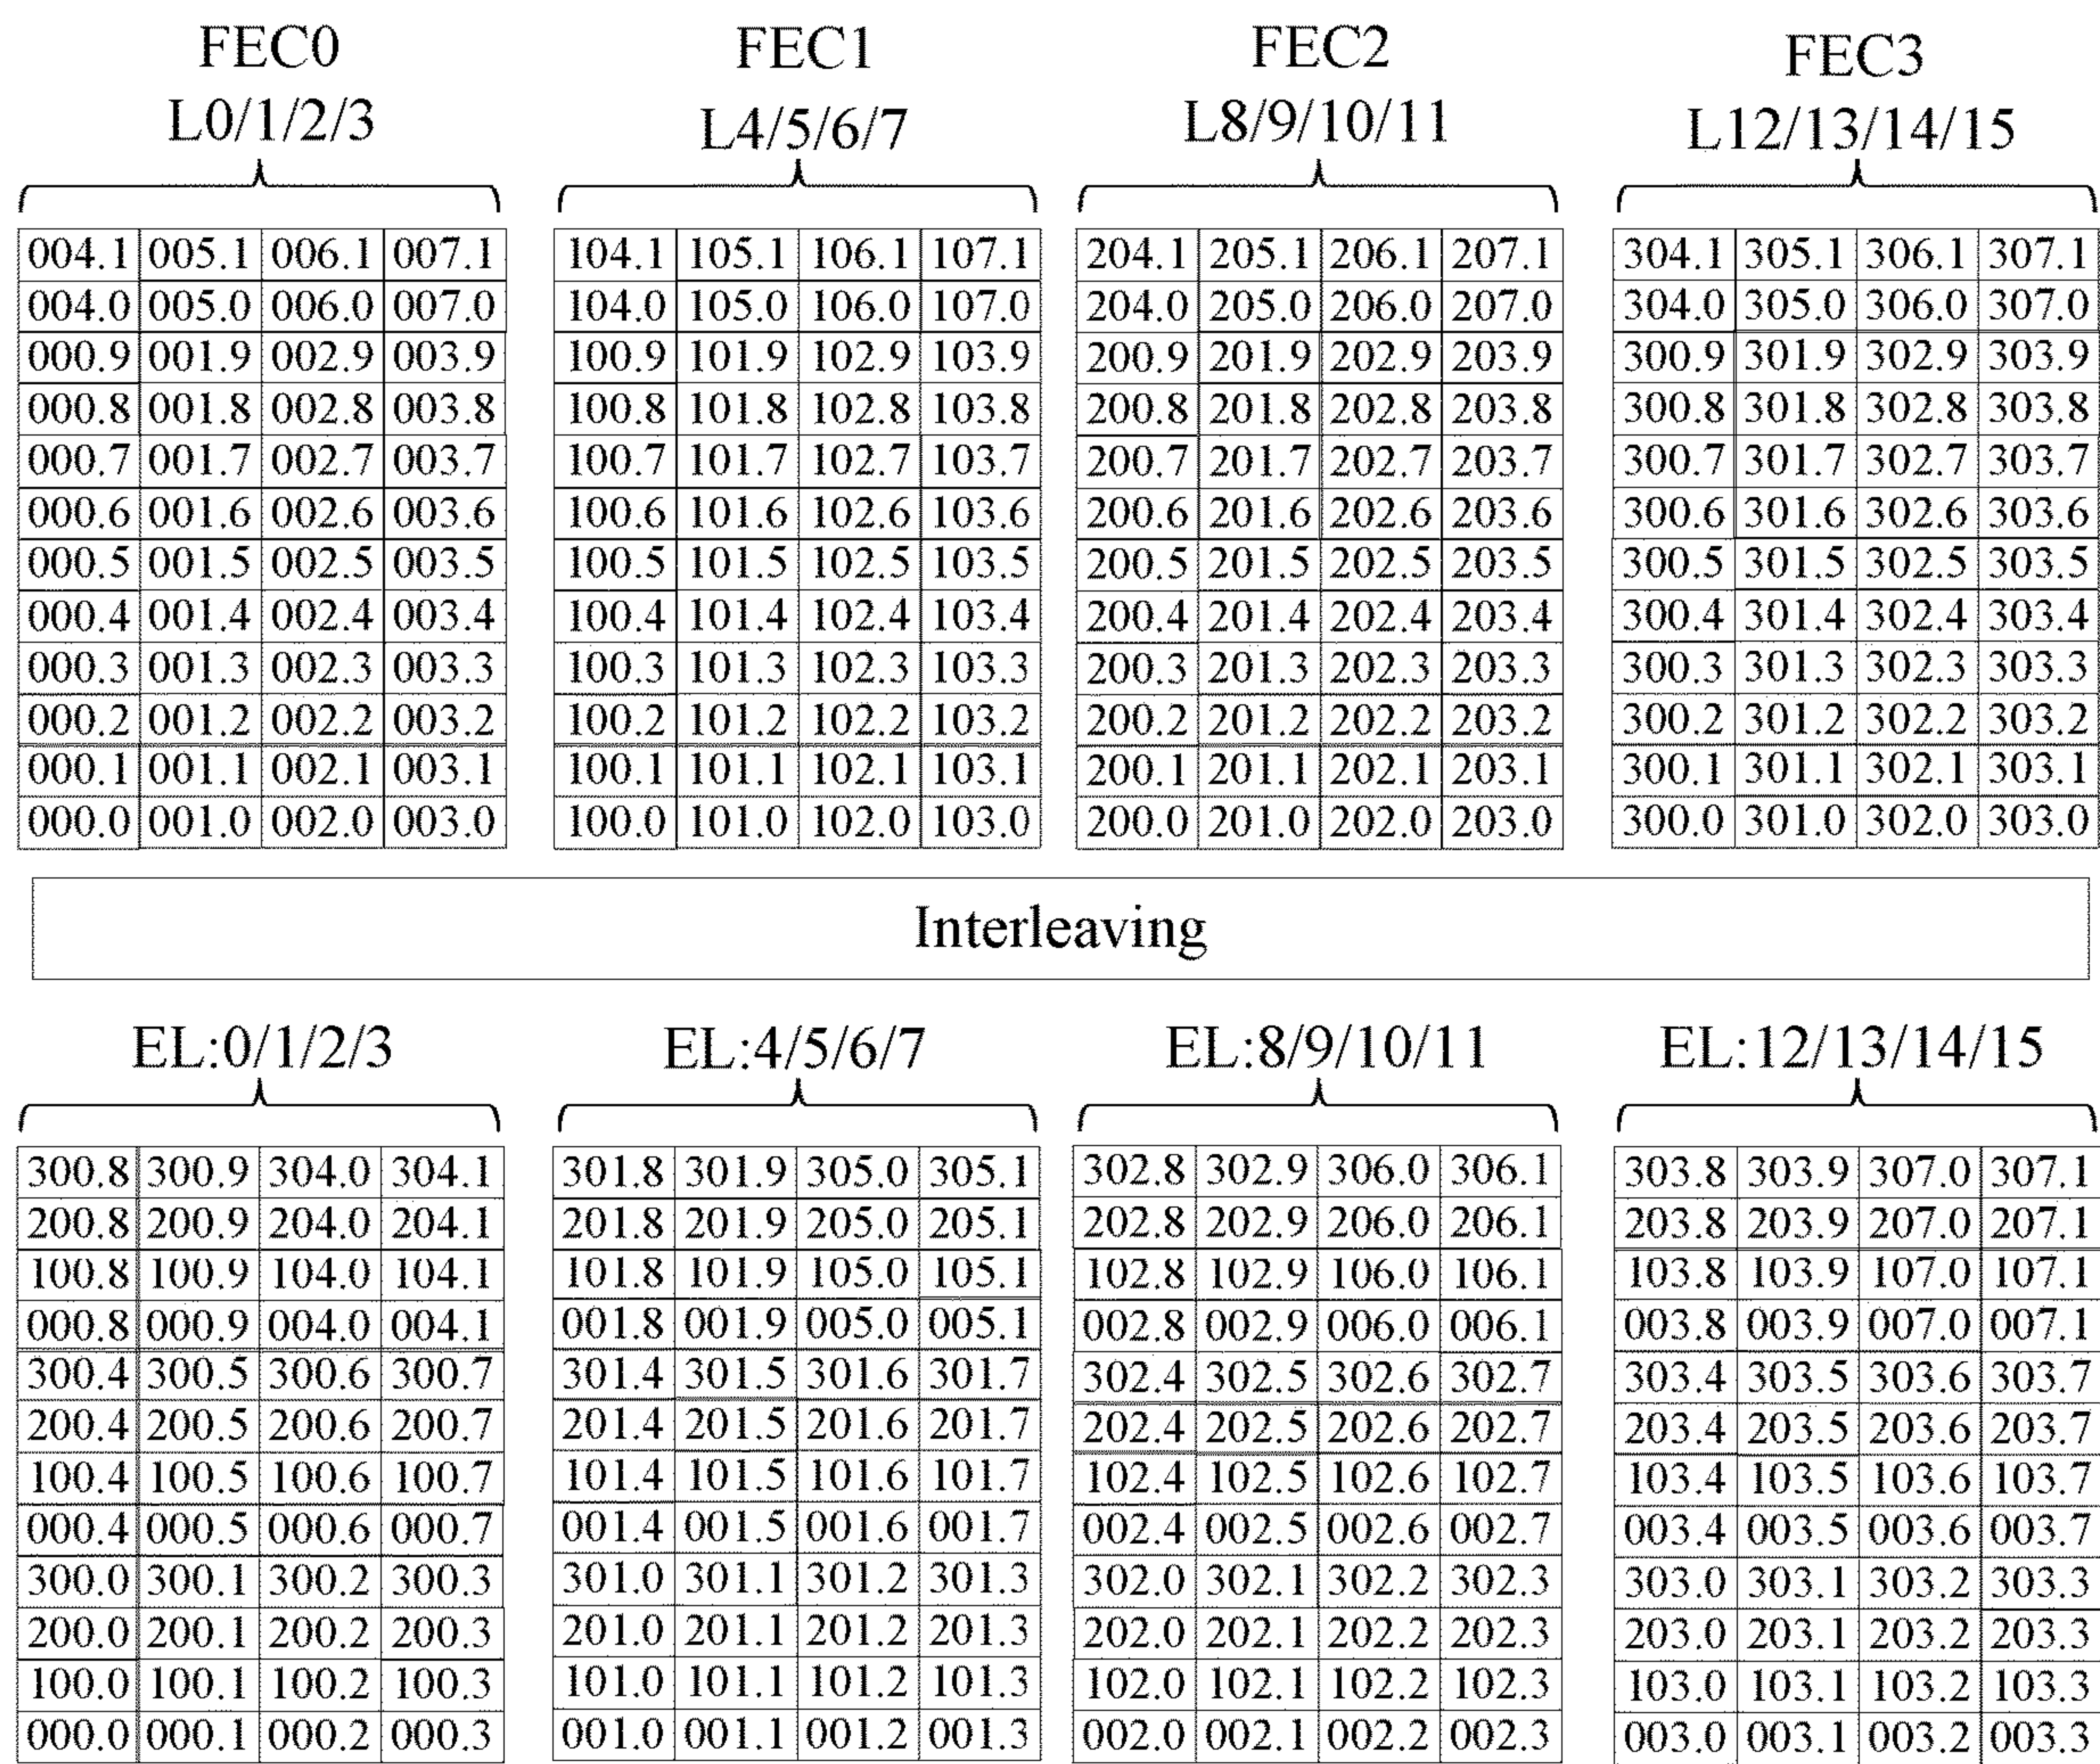 FEC0 FEC1 FEC2 FEC3
L0/1/2/3 L4/5/6/7 L8/9/10/11 L12/13/14/15
004.1 005.1 006.1 007.1 104.1 105.1 106.1 107.1 204.1 205.1 206.1 207.1 304.1 305.1 306.1 307.1
004.0 005.0 006.0 007.0 104.0 105.0 106.0 107.0 204.0 205.0 206.0 207.0 304.0 305.0 306.0 307.0
000.9 001.9 002.9 003.9 100.9 101.9 102.9 103.9 200.9 201.9 202.9 203.9 300.9 301.9 302.9 303.9
000.8 001.8 002.8 003.8 100.8 101.8 102.8 103.8 200.8 201.8 202.8 203.8 300.8 301.8 302.8 303.8
000.7 001.7 002.7 003.7 100.7 101.7 102.7 103.7 200.7 201.7 202.7 203.7 300.7 301.7 302.7 303.7
000.6 001.6 002.6 003.6 100.6 101.6 102.6 103.6 200.6 201.6 202.6 203.6 300.6 301.6 302.6 303.6
000.5 001.5 002.5 003.5 100.5 101.5 102.5 103.5 200.5 201.5 202.5 203.5 300.5 301.5 302.5 303.5
000.4 001.4 002.4 003.4 100.4 101.4 102.4 103.4 200.4 201.4 202.4 203.4 300.4 301.4 302.4 303.4
000.3 001.3 002.3 003.3 100.3 101.3 102.3 103.3 200.3 201.3 202.3 203.3 300.3 301.3 302.3 303.3
000.2 001.2 002.2 003.2 100.2 101.2 102.2 103.2 200.2 201.2 202.2 203.2 300.2 301.2 302.2 303.2
000.1 001.1 002.1 003.1 100.1 101.1 102.1 103.1 200.1 201.1 202.1 203.1 300.1 301.1 302.1 303.1
000.0 001.0 002.0 003.0 100.0 101.0 102.0 103.0 200.0 201.0 202.0 203.0 300.0 301.0 302.0 303.0
Interleaving
EL:0/1/2/3 EL:4/5/6/7 EL:8/9/10/11 EL:12/13/14/15
300.8 300.9 304.0 304.1 301.8 301.9 305.0 305.1 302.8 302.9 306.0 306.1 303.8 303.9 307.0 307.1
200.8 200.9 204.0 204.1 201.8 201.9 205.0 205.1 202.8 202.9 206.0 206.1 203.8 203.9 207.0 207.1
100.8 100.9 104.0 104.1 101.8 101.9 105.0 105.1 102.8 102.9 106.0 106.1 103.8 103.9 107.0 107.1
000.8 000.9 004.0 004.1 001.8 001.9 005.0 005.1 002.8 002.9 006.0 006.1 003.8 003.9 007.0 007.1
300.4 300.5 300.6 300.7 301.4 301.5 301.6 301.7 302.4 302.5 302.6 302.7 303.4 303.5 303.6 303.7
200.4 200.5 200.6 200.7 201.4 201.5 201.6 201.7 202.4 202.5 202.6 202.7 203.4 203.5 203.6 203.7
100.4 100.5 100.6 100.7 101.4 101.5 101.6 101.7 102.4 102.5 102.6 102.7 103.4 103.5 103.6 103.7
000.4 000.5 000.6 000.7 001.4 001.5 001.6 001.7 002.4 002.5 002.6 002.7 003.4 003.5 003.6 003.7
300.0 300.1 300.2 300.3 301.0 301.1 301.2 301.3 302.0 302.1 302.2 302.3 303.0 303.1 303.2 303.3
200.0 200.1 200.2 200.3 201.0 201.1 201.2 201.3 202.0 202.1 202.2 202.3 203.0 203.1 203.2 203.3
100.0 100.1 100.2 100.3 101.0 101.1 101.2 101.3 102.0 102.1 102.2 102.3 103.0 103.1 103.2 103.3
000.0 000.1 000.2 000.3 001.0 001.1 001.2 001.3 002.0 002.1 002.2 002.3 003.0 003.1 003.2 003.3